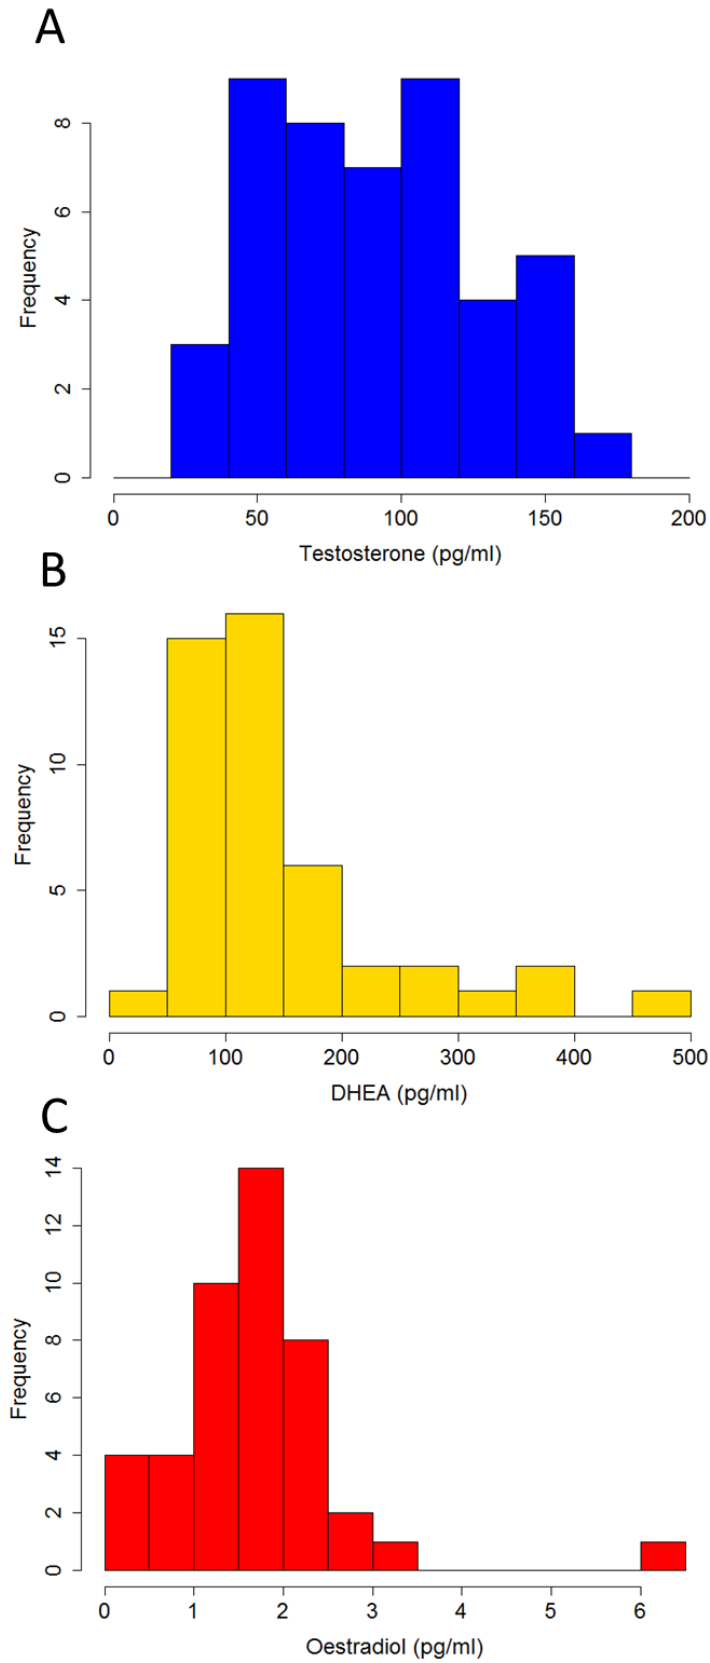 A
8
6
4
2
0
Frequency
0 50 100 150 200
Testosterone (pg/ml)
B
15
10
5
0
Frequency
0 100 200 300 400 500
DHEA (pg/ml)
C
14
12
10
8
6
4
2
0
Frequency
0 1 2 3 4 5 6
Oestradiol (pg/ml)